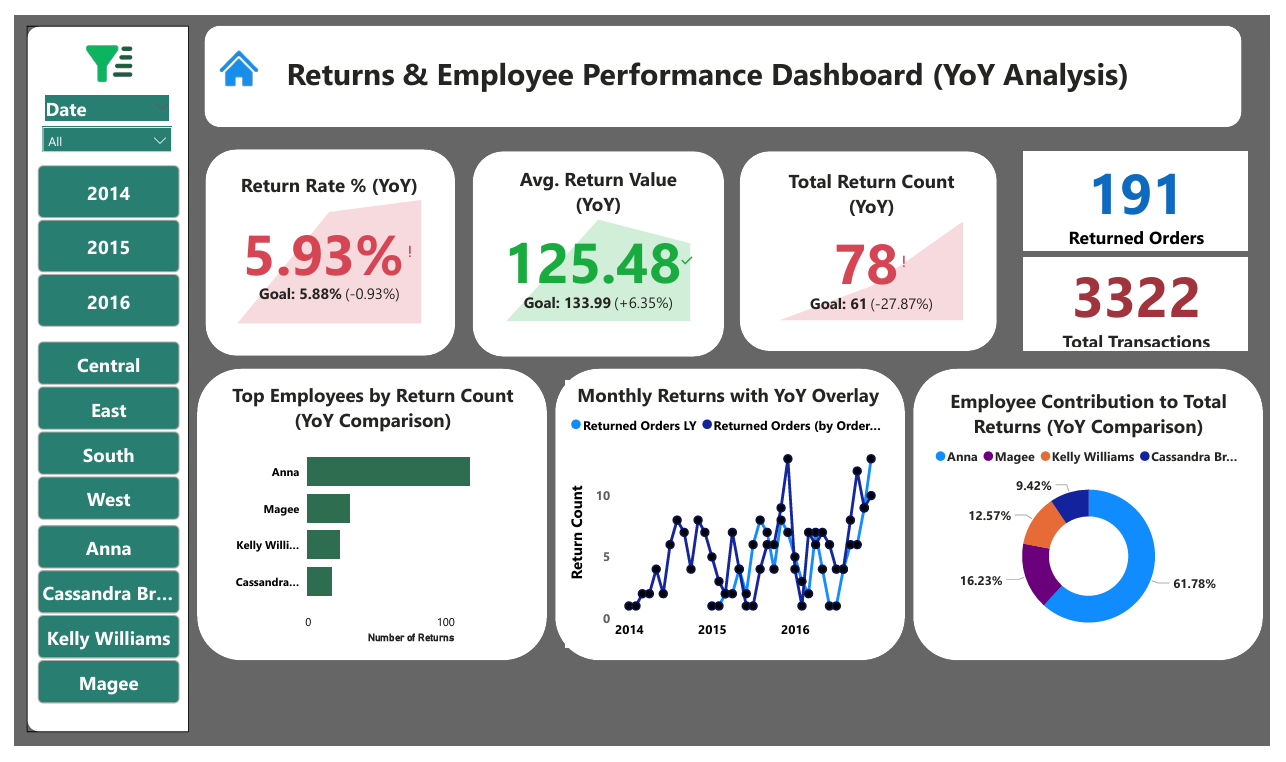 Returns & Employee Performance Dashboard (YoY Analysis)
Date
All
2014
2015
2016
Central
East
South
West
Anna
Cassandra Br...
Kelly Williams
Magee
Return Rate % (YoY)
5.93% !
Goal: 5.88% (-0.93%)
Avg. Return Value
(YoY)
125.48
Goal: 133.99 (+6.35%)
Total Return Count
(YoY)
78 !
Goal: 61 (-27.87%)
191
Returned Orders
3322
Total Transactions
Top Employees by Return Count
(YoY Comparison)
Anna
Magee
Kelly Willi...
Cassandra...
0 100
Number of Returns
Monthly Returns with YoY Overlay
Returned Orders LY Returned Orders (by Order...
Return Count
10
5
0
2014 2015 2016
Employee Contribution to Total
Returns (YoY Comparison)
Anna Magee Kelly Williams Cassandra Br...
9.42%
12.57%
16.23%
61.78%